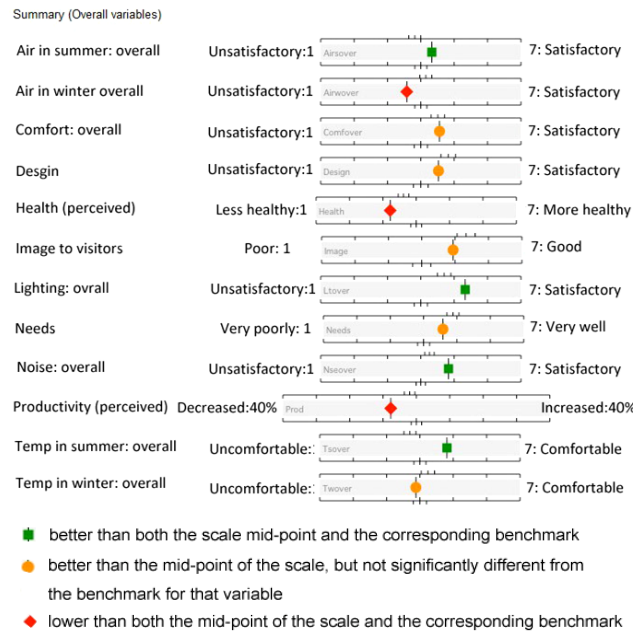 Summary (Overall variables)
Air in summer: overall Unsatisfactory:1 Airsover 7: Satisfactory
Air in winter overall Unsatisfactory:1 Airwover 7: Satisfactory
Comfort: overall Unsatisfactory:1 Comfover 7: Satisfactory
Desgin Unsatisfactory:1 Design 7: Satisfactory
Health (perceived) Less healthy:1 Health 7: More healthy
Image to visitors Poor: 1 Image 7: Good
Lighting: ovrall Unsatisfactory:1 Ltover 7: Satisfactory
Needs Very poorly: 1 Needs 7: Very well
Noise: overall Unsatisfactory:1 Nseover 7: Satisfactory
Productivity (perceived) Decreased:40% Prod Increased:40%
Temp in summer: overall Uncomfortable: Tsover 7: Comfortable
Temp in winter: overall Uncomfortable: Twover 7: Comfortable
better than both the scale mid-point and the corresponding benchmark
better than the mid-point of the scale, but not significantly different from
the benchmark for that variable
lower than both the mid-point of the scale and the corresponding benchmark